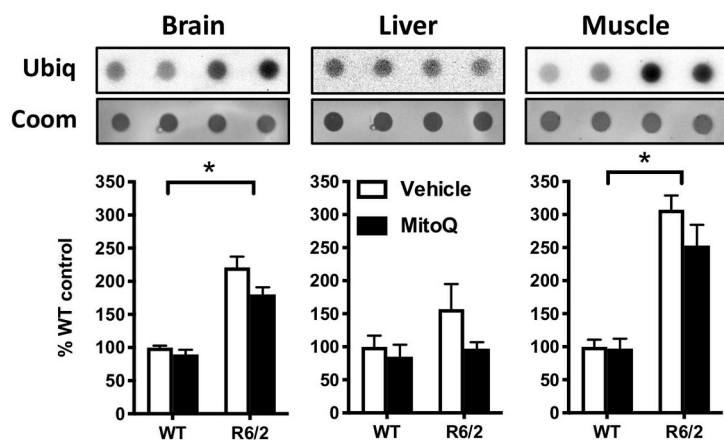 Brain Liver Muscle
Ubiq
Coom
* *
350 350 350
Vehicle
300 300 300
MitoQ
250 250 250
200 200 200
150 150 150
100 100 100
50 50 50
0 0 0
% WT control
WT R6/2 WT R6/2 WT R6/2